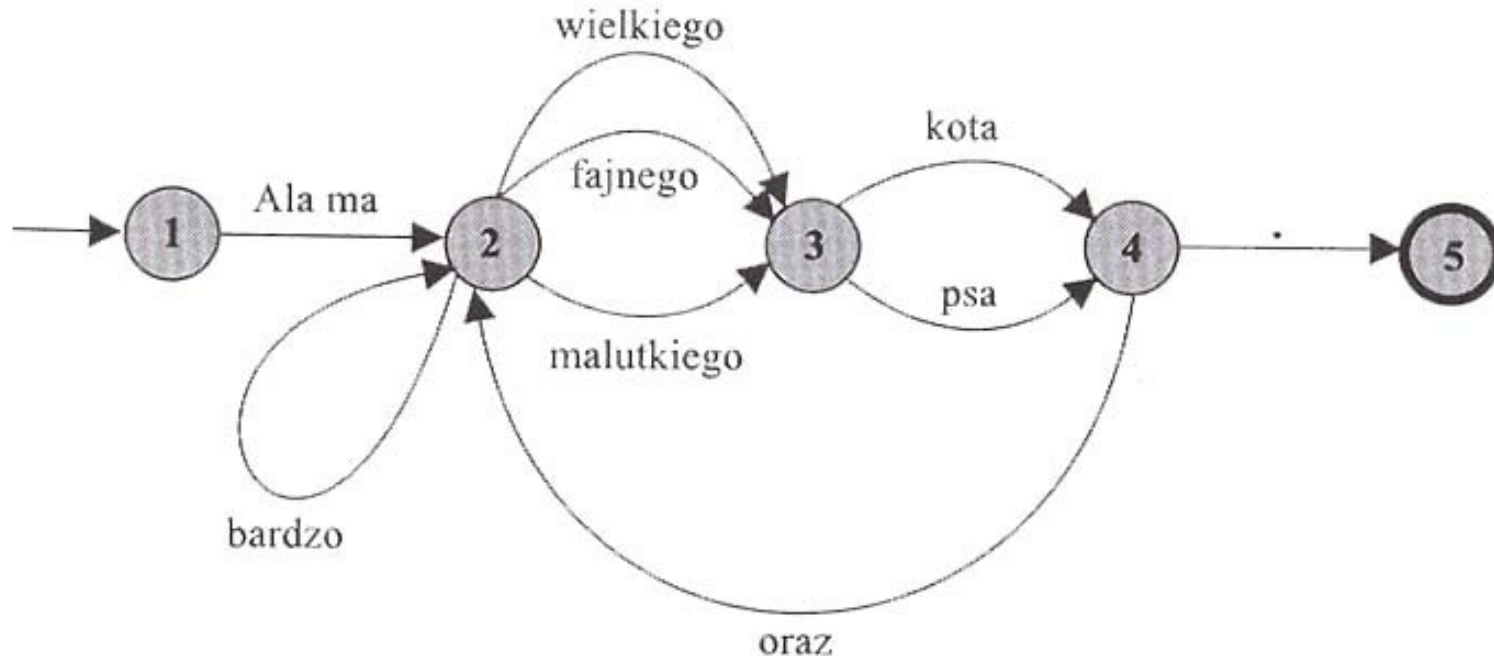 wielkiego
kota
fajnego
Ala ma
1
2
3
4
.
5
psa
malutkiego
bardzo
oraz